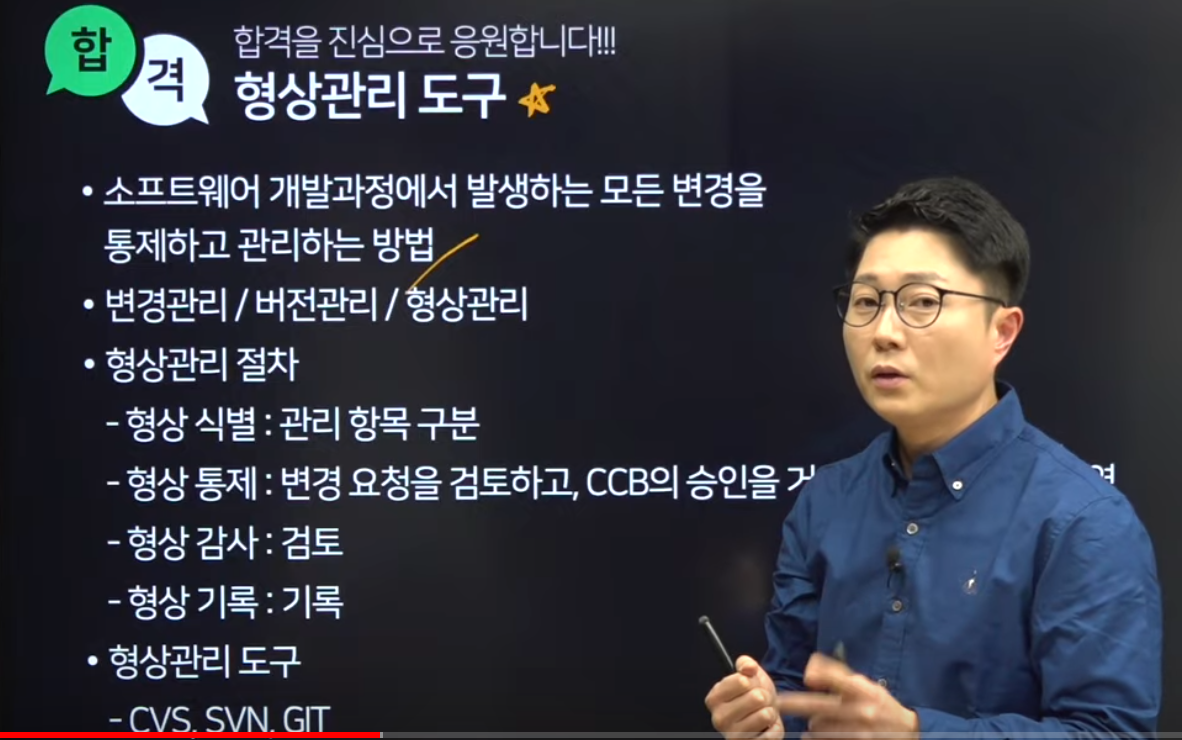 합
격
합격을 진심으로 응원합니다!!!
형상관리 도구
• 소프트웨어 개발과정에서 발생하는 모든 변경을
통제하고 관리하는 방법
• 변경관리 / 버전관리 / 형상관리
• 형상관리 절차
- 형상 식별 : 관리 항목 구분
- 형상 통제 : 변경 요청을 검토하고, CCB의 승인을
- 형상 감사 : 검토
- 형상 기록 : 기록
• 형상관리 도구
- CVS, SVN, GIT